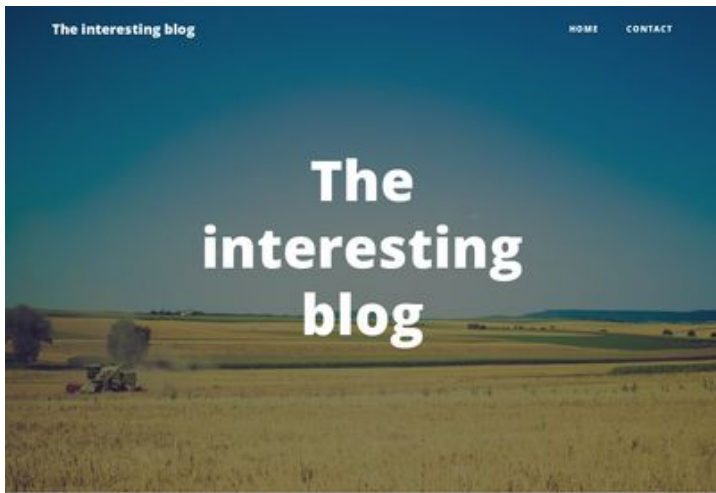 The interesting blog
HOME CONTACT
The
interesting
blog